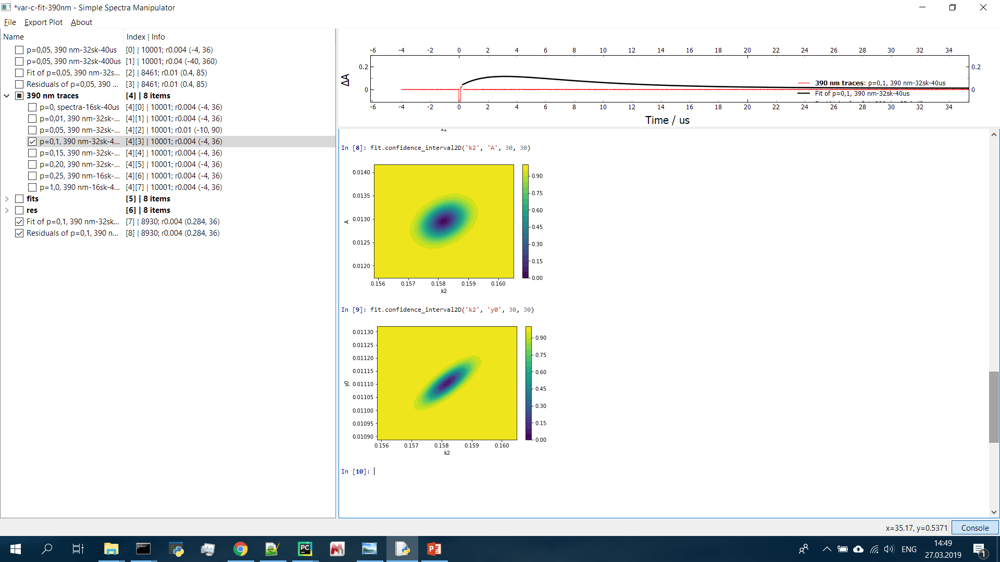 *var-c-fit-390nm - Simple Spectra Manipulator
File Export Plot About
Name Index | Info
p=0,05, 390 nm-32sk-40us [0] | 10001; r0.004 (-4, 36)
p=0,05, 390 nm-32sk-400us [1] | 10001; r0.04 (-40, 360)
Fit of p=0,05, 390 nm-32s... [2] | 8461; r0.01 (0.4, 85)
Residuals of p=0,05, 390 ... [3] | 8461; r0.01 (0.4, 85)
390 nm traces [4] | 8 items
p=0, spectra-16sk-40us [4][0] | 10001; r0.004 (-4, 36)
p=0,01, 390 nm-32sk-... [4][1] | 10001; r0.004 (-4, 36)
p=0,05, 390 nm-32sk-... [4][2] | 10001; r0.01 (-10, 90)
p=0,1, 390 nm-32sk-4... [4][3] | 10001; r0.004 (-4, 36)
p=0,15, 390 nm-32sk-... [4][4] | 10001; r0.004 (-4, 36)
p=0,20, 390 nm-32sk-... [4][5] | 10001; r0.004 (-4, 36)
p=0,25, 390 nm-16sk-... [4][6] | 10001; r0.004 (-4, 36)
p=1,0, 390 nm-16sk-4... [4][7] | 10001; r0.004 (-4, 36)
fits [5] | 8 items
res [6] | 8 items
Fit of p=0,1, 390 nm-32sk... [7] | 8930; r0.004 (0.284, 36)
Residuals of p=0,1, 390 n... [8] | 8930; r0.004 (0.284, 36)
-6 -4 -2 0 2 4 6 8 10 12 14 16 18 20 22 24 26 28 30 32 34
0.2 0.2
ΔA
390 nm traces: p=0,1, 390 nm-32sk-40us
0 0
Fit of p=0,1, 390 nm-32sk-40us
-6 -4 -2 0 2 4 6 8 10 12 14 16 18 20 22 24 26 28 30 32 34
Time / us
k1
In [8]: fit.confidence_interval2D('k2', 'A', 30, 30)
0.0140
0.0135
0.0130
0.0125
0.0120
A
0.156 0.157 0.158 0.159 0.160
k2
0.90
0.75
0.60
0.45
0.30
0.15
0.00
In [9]: fit.confidence_interval2D('k2', 'y0', 30, 30)
0.01130
0.01125
0.01120
0.01115
0.01110
0.01105
0.01100
0.01095
0.01090
y0
0.156 0.157 0.158 0.159 0.160
k2
0.90
0.75
0.60
0.45
0.30
0.15
0.00
In [10]:
x=35.17, y=0.5371 Console
PC
ENG
14:49
27.03.2019
1